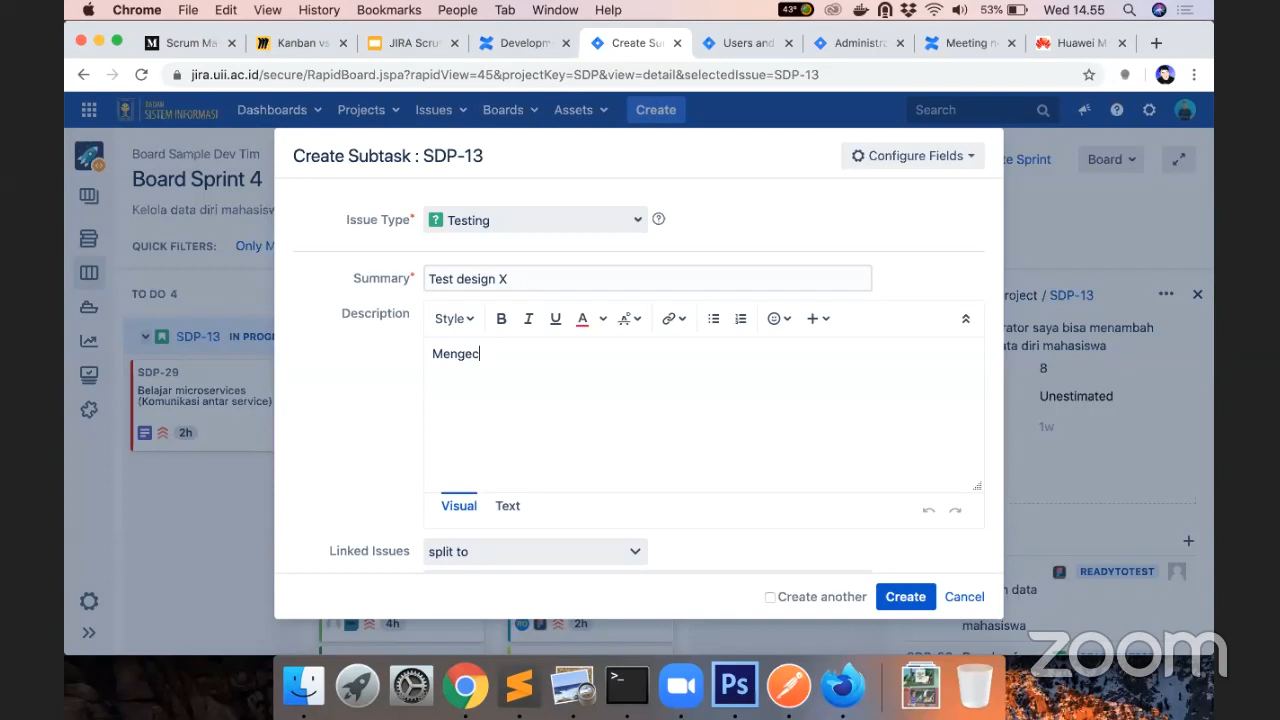 Chrome File Edit View History Bookmarks People Tab Window Help 43° 53% Wed 14.55
Scrum Ma
Kanban vs
JIRA Scru
Developm
Create Su
Users and
Administra
Meeting n
Huawei M
jira.uii.ac.id/secure/RapidBoard.jspa?rapidView=45&projectKey=SDP&view=detail&selectedIssue=SDP-13
SISTEM INFORMASI
Dashboards Projects Issues Boards Assets Create Search
Board Sample Dev Tim
Board Sprint 4
Kelola data diri mahasisw
QUICK FILTERS: Only M
TO DO 4
SDP-13 IN PROG
SDP-29
Belajar microservices
(Komunikasi antar service)
2h
Create Subtask : SDP-13
Configure Fields
Issue Type* Testing
Summary* Test design X
Description
Style B I U A
Mengec
Visual Text
Linked Issues split to
Create another Create Cancel
te Sprint Board
roject / SDP-13
rator saya bisa menambah
ata diri mahasiswa
8
Unestimated
1w
READYTOTEST
n data
mahasiswa
4h
2h
Ps
zoom